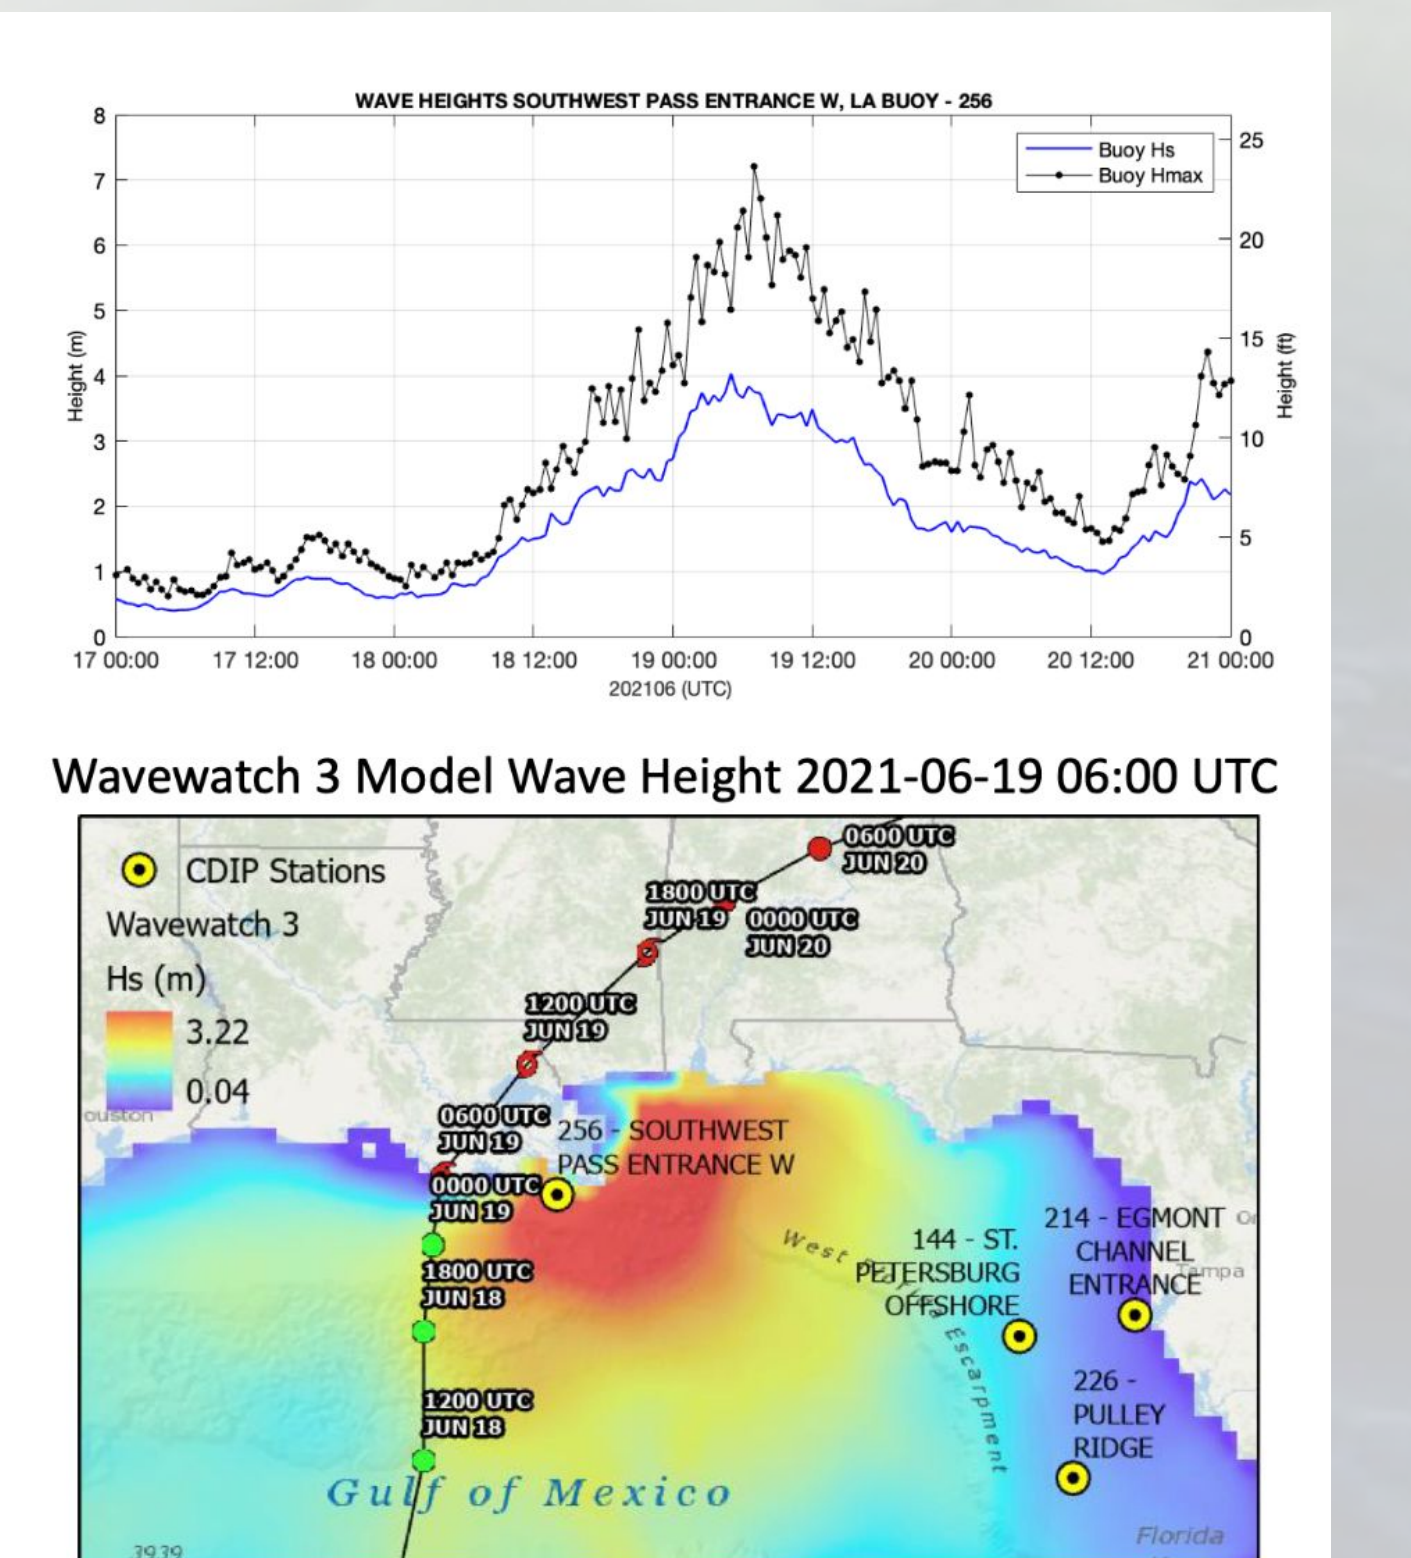 WAVE HEIGHTS SOUTHWEST PASS ENTRANCE W, LA BUOY - 256
8
7
6
5
4
3
2
1
0
Height (m)
25
20
15
10
5
0
Height (ft)
Buoy Hs
Buoy Hmax
17 00:00 17 12:00 18 00:00 18 12:00 19 00:00 19 12:00 20 00:00 20 12:00 21 00:00
202106 (UTC)
Wavewatch 3 Model Wave Height 2021-06-19 06:00 UTC
CDIP Stations
Wavewatch 3
Hs (m)
3.22
0.04
ouston
0600 UTC
JUN 20
1800 UTC
JUN 19
0000 UTC
JUN 20
1200 UTC
JUN 19
0600 UTC
JUN 19
256 - SOUTHWEST
PASS ENTRANCE W
0000 UTC
JUN 19
1800 UTC
JUN 18
1200 UTC
JUN 18
214 - EGMONT
CHANNEL
ENTRANCE
Or
Tampa
144 - ST.
PETERSBURG
OFFSHORE
West Florida Escarpment
226 -
PULLEY
RIDGE
Gulf of Mexico
Florida
3939